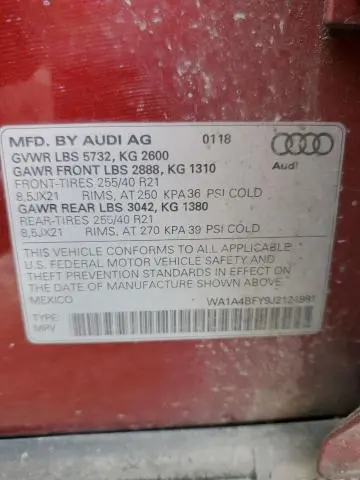 MFD. BY AUDI AG 0118
GVWR LBS 5732, KG 2600
GAWR FRONT LBS 2888, KG 1310
FRONT-TIRES 255/40 R21
8,5JX21 RIMS, AT 250 KPA 36 PSI COLD
GAWR REAR LBS 3042, KG 1380
REAR-TIRES 255/40 R21
8,5JX21 RIMS, AT 270 KPA 39 PSI COLD
Audi
THIS VEHICLE CONFORMS TO ALL APPLICABLE
U.S. FEDERAL MOTOR VEHICLE SAFETY AND
THEFT PREVENTION STANDARDS IN EFFECT ON
THE DATE OF MANUFACTURE SHOWN ABOVE.
MEXICO
TYPE:
MPV